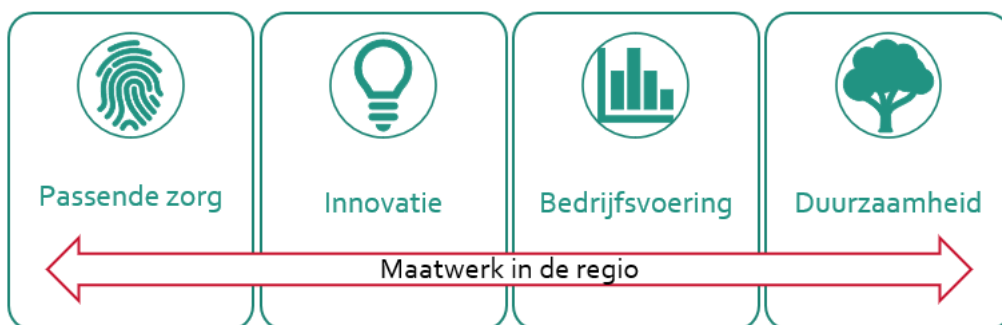 Passende zorg
Innovatie
Bedrijfsvoering
Duurzaamheid
Maatwerk in de regio